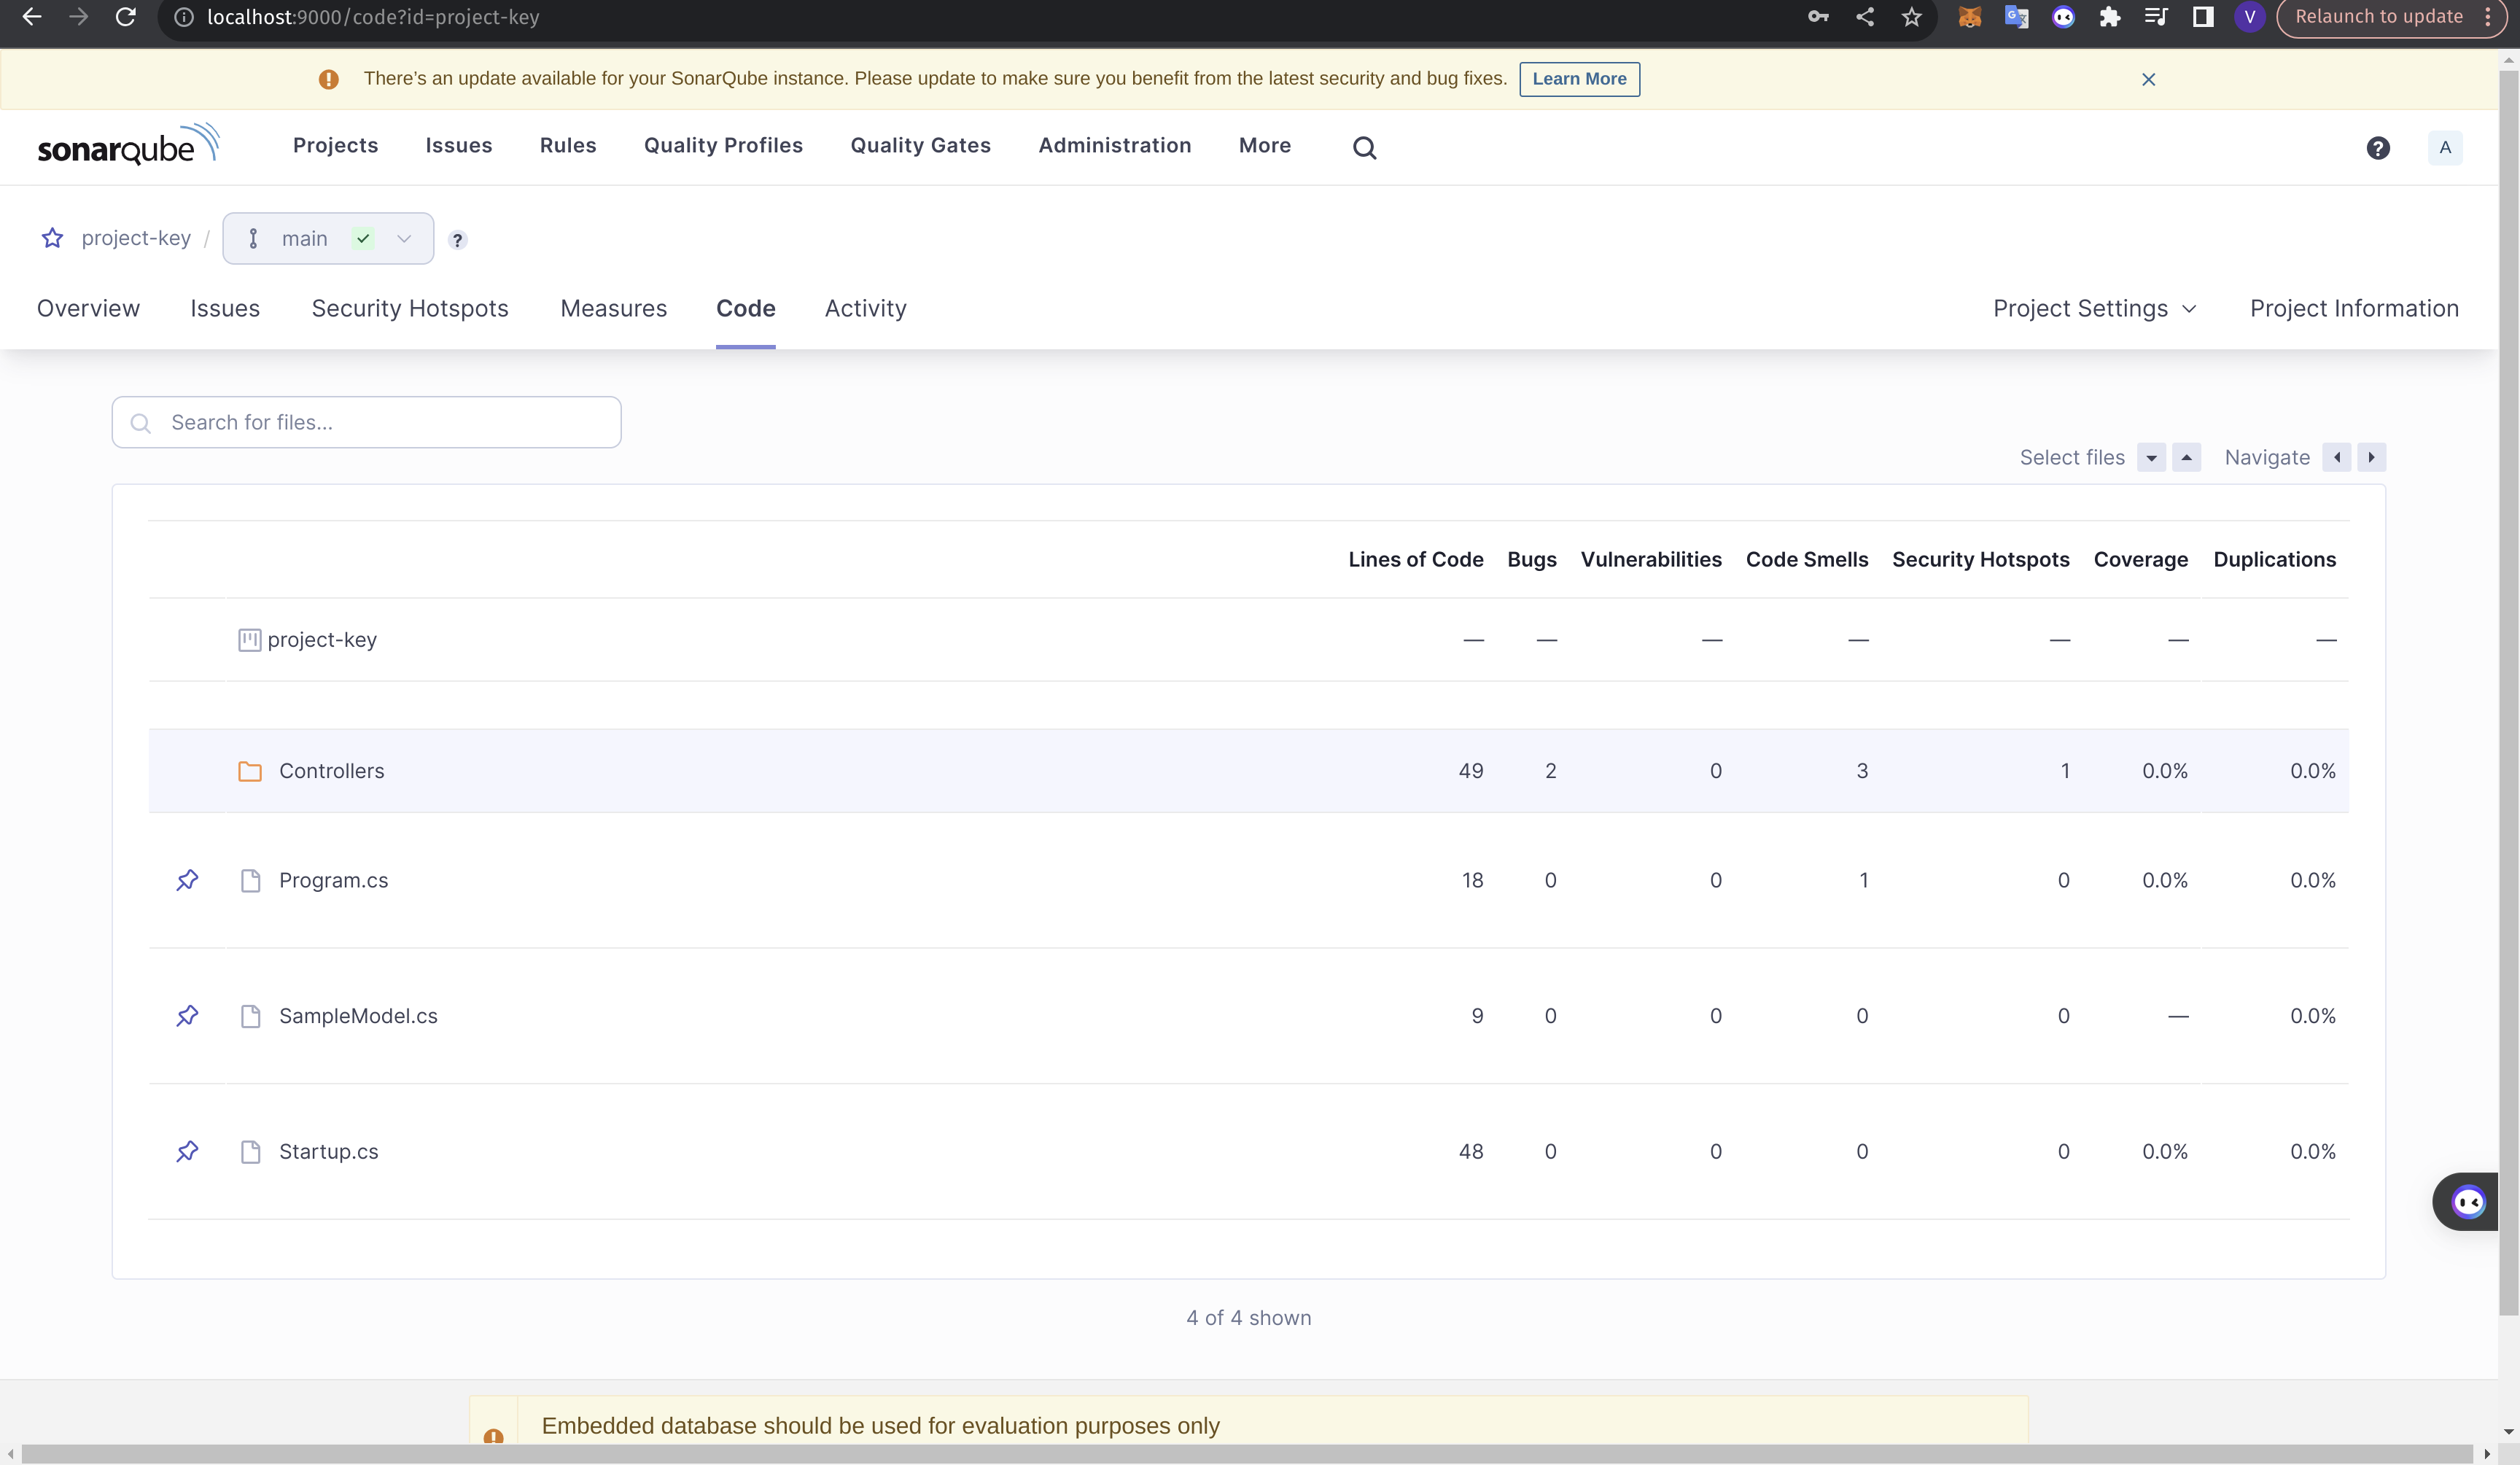 localhost:9000/code?id=project-key
V
Relaunch to update
There's an update available for your SonarQube instance. Please update to make sure you benefit from the latest security and bug fixes. Learn More
sonarqube Projects Issues Rules Quality Profiles Quality Gates Administration More ? A
project-key / main ?
Overview Issues Security Hotspots Measures Code Activity Project Settings Project Information
Search for files...
Select files Navigate
Lines of Code Bugs Vulnerabilities Code Smells Security Hotspots Coverage Duplications
project-key — — — — — — —
Controllers 49 2 0 3 1 0.0% 0.0%
Program.cs 18 0 0 1 0 0.0% 0.0%
SampleModel.cs 9 0 0 0 0 — 0.0%
Startup.cs 48 0 0 0 0 0.0% 0.0%
4 of 4 shown
Embedded database should be used for evaluation purposes only